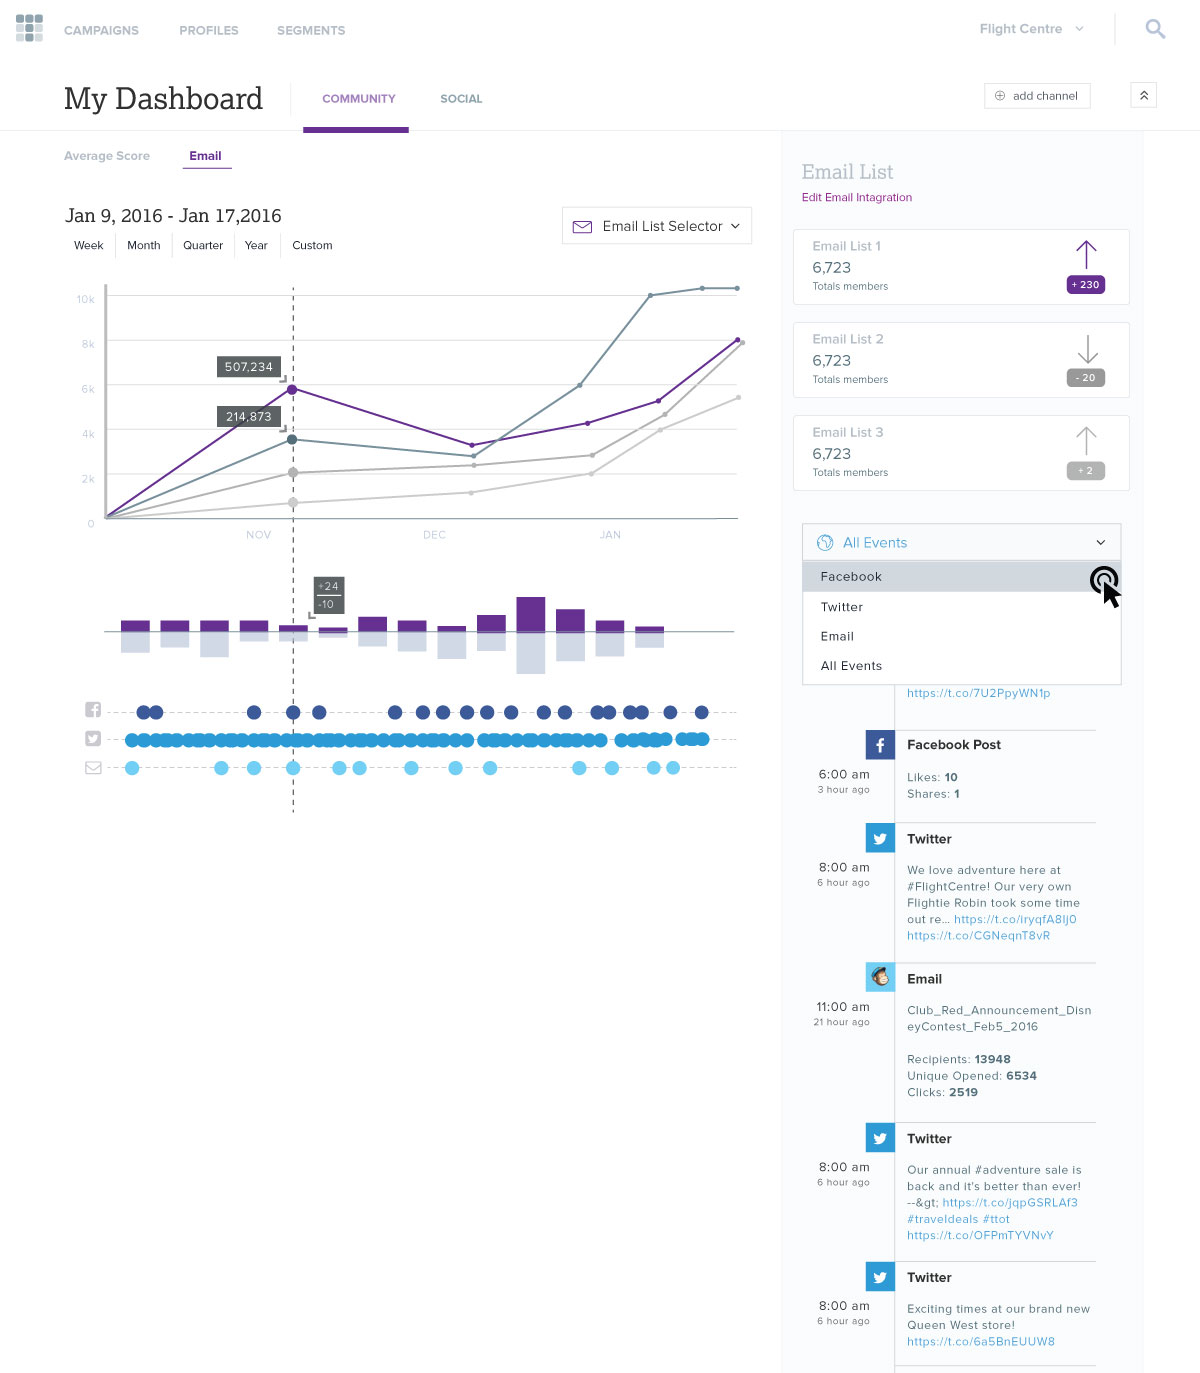 CAMPAIGNS PROFILES SEGMENTS Flight Centre
My Dashboard COMMUNITY SOCIAL add channel
Average Score Email
Jan 9, 2016 - Jan 17,2016
Email List Selector
Week Month Quarter Year Custom
10k
8k
6k
4k
2k
0
507,234
214,873
NOV DEC JAN
+24
-10
Email List
Edit Email Intagration
Email List 1
6,723
Totals members
+ 230
Email List 2
6,723
Totals members
- 20
Email List 3
6,723
Totals members
+ 2
All Events
Facebook
Twitter
Email
All Events
https://t.co/7U2PpyWN1p
Facebook Post
6:00 am
3 hour ago
Likes: 10
Shares: 1
Twitter
8:00 am
6 hour ago
We love adventure here at
#FlightCentre! Our very own
Flightie Robin took some time
out re... https://t.co/iryqfA8Ij0
https://t.co/CGNeqnT8vR
Email
11:00 am
21 hour ago
Club_Red_Announcement_Disn
eyContest_Feb5_2016
Recipients: 13948
Unique Opened: 6534
Clicks: 2519
Twitter
8:00 am
6 hour ago
Our annual #adventure sale is
back and it's better than ever!
--&gt; https://t.co/jqpGSRLAf3
#traveldeals #ttot
https://t.co/OFPmTYVNvY
Twitter
8:00 am
6 hour ago
Exciting times at our brand new
Queen West store!
https://t.co/6a5BnEUUW8